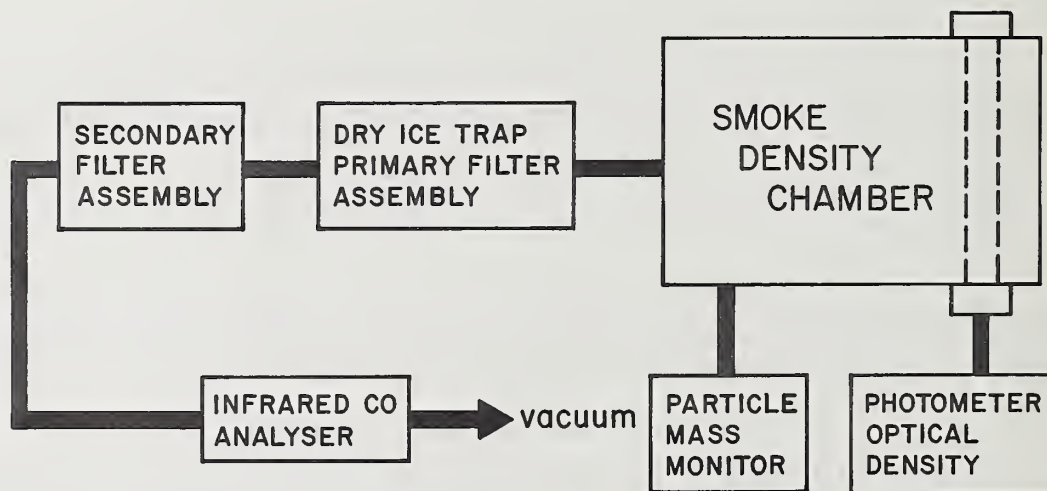 SMOKE
DENSITY
CHAMBER
DRY ICE TRAP
PRIMARY FILTER
ASSEMBLY
SECONDARY
FILTER
ASSEMBLY
INFRARED CO
ANALYSER
vacuum
PARTICLE
MASS
MONITOR
PHOTOMETER
OPTICAL
DENSITY